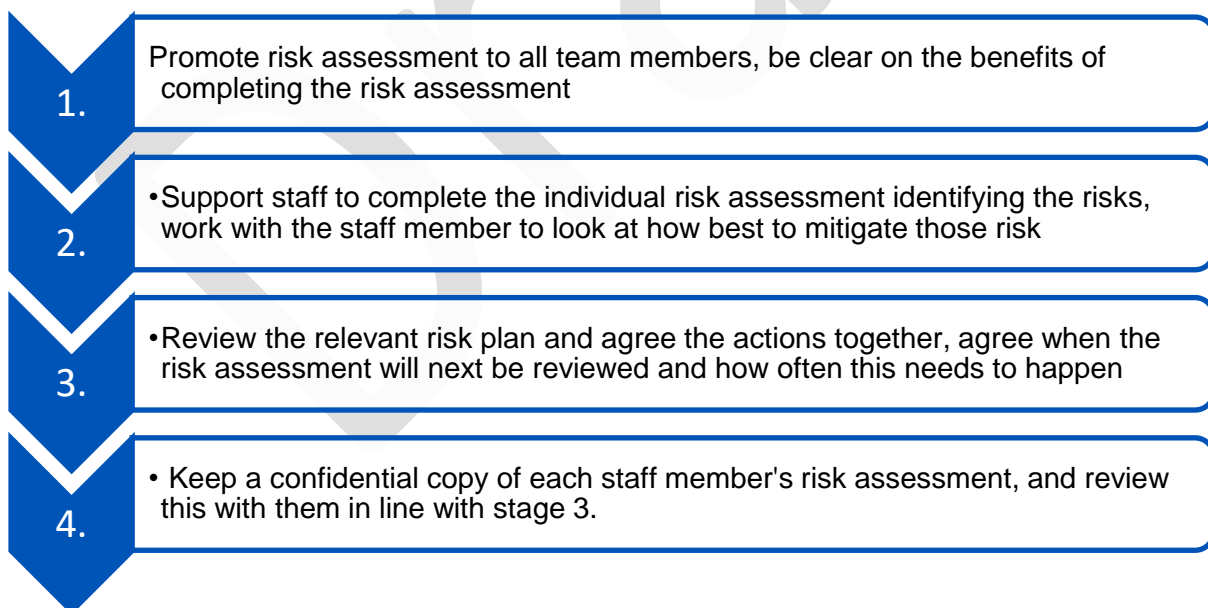 1.
Promote risk assessment to all team members, be clear on the benefits of
completing the risk assessment
2.
•Support staff to complete the individual risk assessment identifying the risks,
work with the staff member to look at how best to mitigate those risk
3.
•Review the relevant risk plan and agree the actions together, agree when the
risk assessment will next be reviewed and how often this needs to happen
4.
• Keep a confidential copy of each staff member's risk assessment, and review
this with them in line with stage 3.